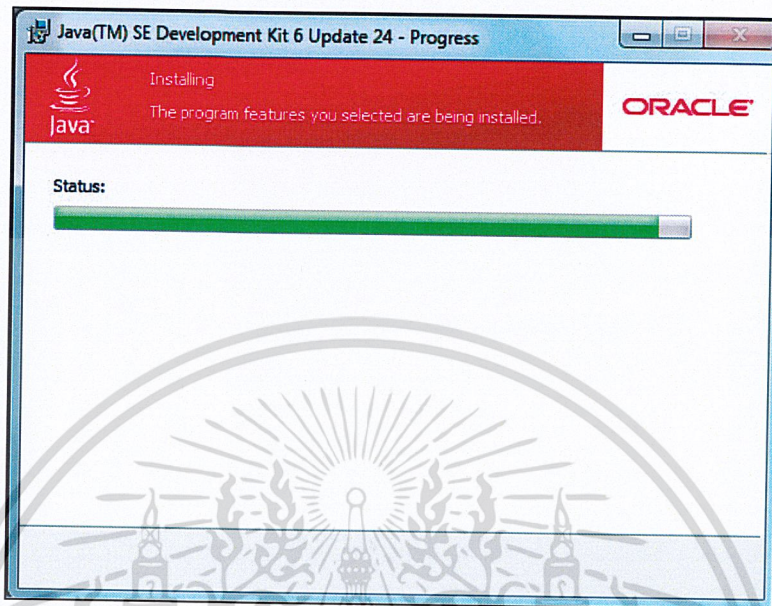 Java(TM) SE Development Kit 6 Update 24 - Progress
Installing
The program features you selected are being installed.
Java
ORACLE
Status: